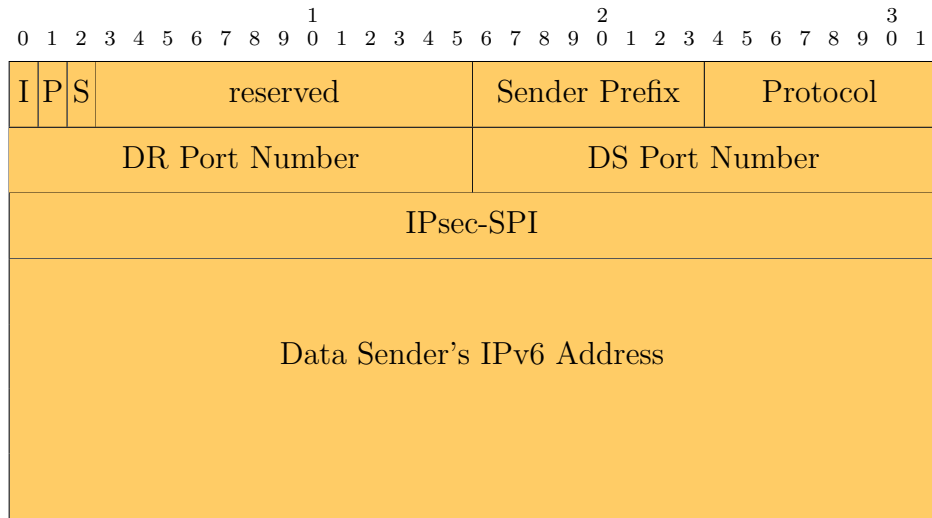 1 2 3
0 1 2 3 4 5 6 7 8 9 0 1 2 3 4 5 6 7 8 9 0 1 2 3 4 5 6 7 8 9 0 1
I P S reserved Sender Prefix Protocol
DR Port Number DS Port Number
IPsec-SPI
Data Sender's IPv6 Address